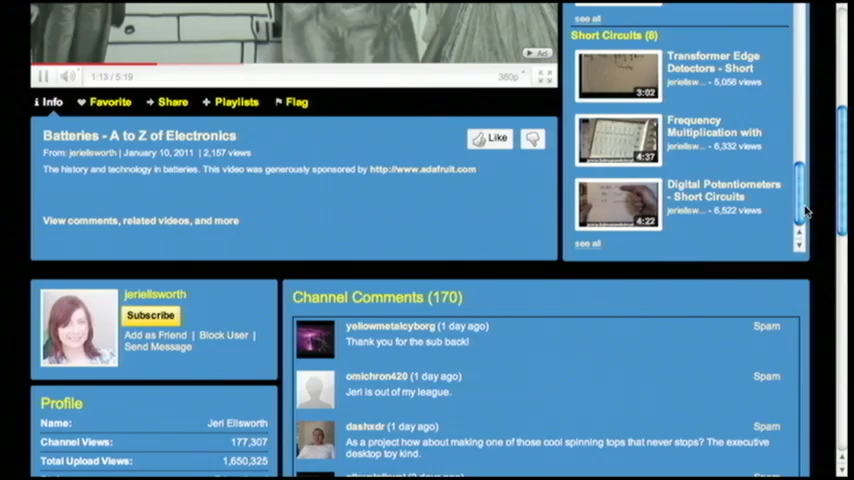 see all
Short Circuits (8)
Transformer Edge
Detectors - Short
jeriellsw... - 5,056 views
3:02
Frequency
Multiplication with
jeriellsw... - 6,332 views
4:37
Digital Potentiometers
- Short Circuits
jeriellsw... - 6,522 views
4:22
see all
Ad
1:13 / 5:19
360p
Info
Favorite
Share
Playlists
Flag
Batteries - A to Z of Electronics
Like
From: jeriellsworth | January 10, 2011 | 2,157 views
The history and technology in batteries. This video was generously sponsored by http://www.adafruit.com
View comments, related videos, and more
jeriellsworth
Subscribe
Add as Friend | Block User |
Send Message
Profile
Name: Jeri Ellsworth
Channel Views: 177,307
Total Upload Views: 1,650,325
Channel Comments (170)
yellowmetalcyborg (1 day ago) Spam
Thank you for the sub back!
omichron420 (1 day ago) Spam
Jeri is out of my league.
dashxdr (1 day ago) Spam
As a project how about making one of those cool spinning tops that never stops? The executive
desktop toy kind.